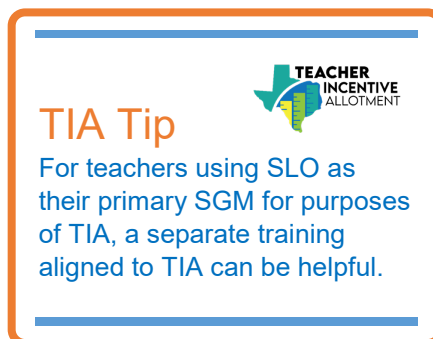 TEACHER
INCENTIVE
ALLOTMENT
TIA Tip
For teachers using SLO as
their primary SGM for purposes
of TIA, a separate training
aligned to TIA can be helpful.